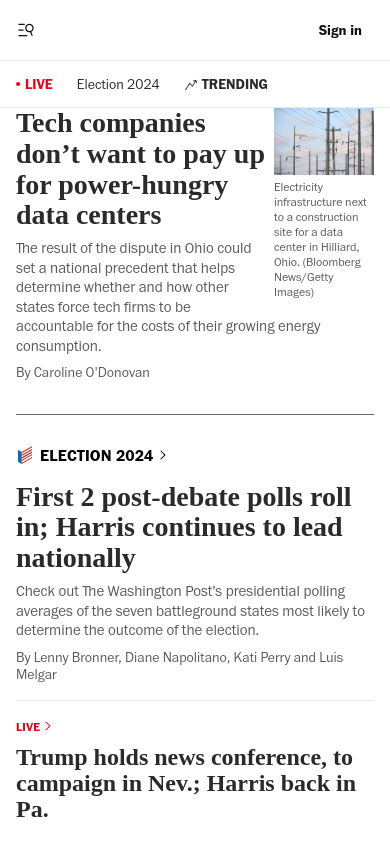 Sign in
LIVE Election 2024 TRENDING
Tech companies
don’t want to pay up
for power-hungry
data centers
Electricity
infrastructure next
to a construction
site for a data
center in Hilliard,
Ohio. (Bloomberg
News/Getty
Images)
The result of the dispute in Ohio could
set a national precedent that helps
determine whether and how other
states force tech firms to be
accountable for the costs of their growing energy
consumption.
By Caroline O'Donovan
ELECTION 2024
First 2 post-debate polls roll
in; Harris continues to lead
nationally
Check out The Washington Post’s presidential polling
averages of the seven battleground states most likely to
determine the outcome of the election.
By Lenny Bronner, Diane Napolitano, Kati Perry and Luis
Melgar
LIVE
Trump holds news conference, to
campaign in Nev.; Harris back in
Pa.